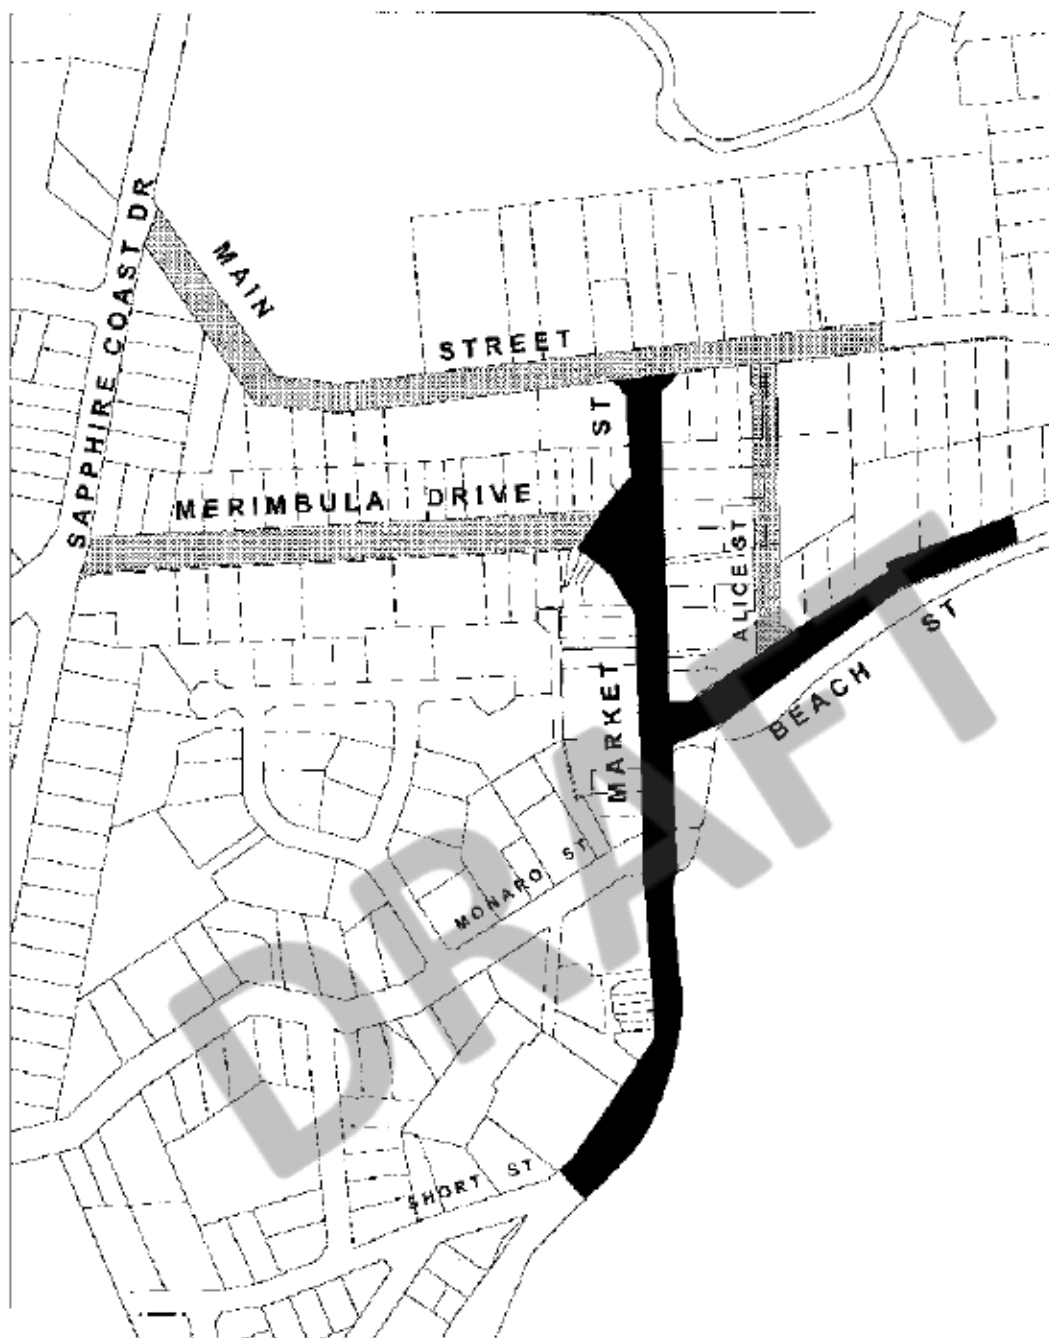 SAPPHIRE COAST DR
MAIN
STREET
ST
MERIMBULA DRIVE
ALICE ST
ST
BEACH
MARKET
MONARO ST
SHORT ST
DRAFT